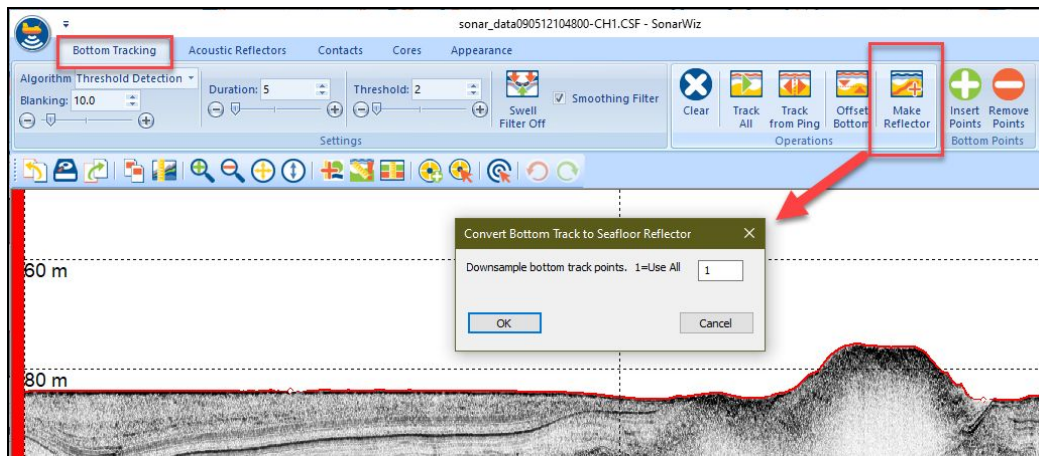 sonar_data090512104800-CH1.CSF - SonarWiz
Bottom Tracking Acoustic Reflectors Contacts Cores Appearance
Algorithm Threshold Detection
Blanking: 10.0
Duration: 5
Threshold: 2
Swell
Filter Off
Smoothing Filter
Settings
Clear
Track
All
Track
from Ping
Offset
Bottom
Make
Reflector
Operations
Insert
Points
Remove
Points
Bottom Points
60 m
Convert Bottom Track to Seafloor Reflector
Downsample bottom track points. 1=Use All 1
OK Cancel
80 m